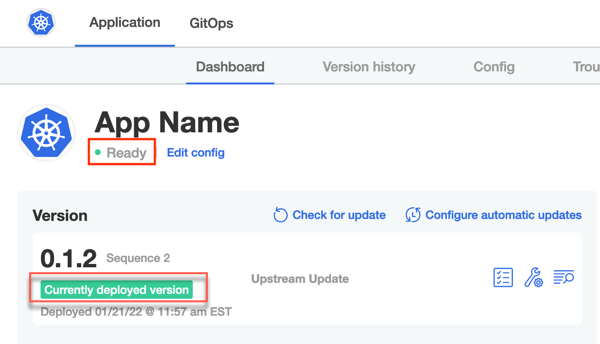 Application GitOps
Dashboard Version history Config Trou
App Name
Ready Edit config
Version Check for update Configure automatic updates
0.1.2 Sequence 2
Upstream Update
Currently deployed version
Deployed 01/21/22 @ 11:57 am EST